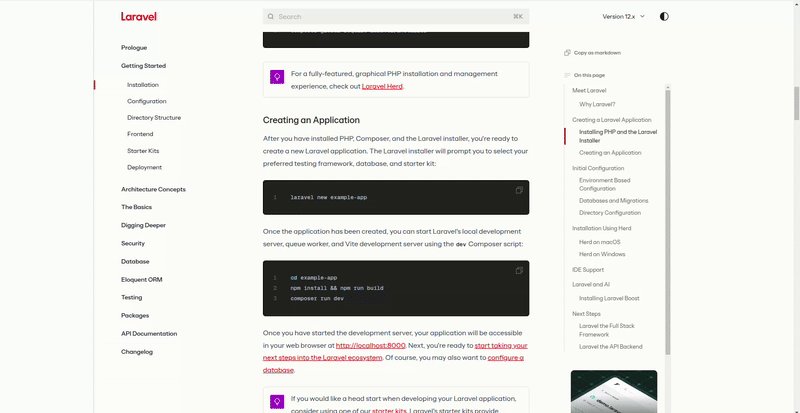 Laravel
Search
⌘K
Version 12.x
Prologue
Getting Started
Installation
Configuration
Directory Structure
Frontend
Starter Kits
Deployment
Architecture Concepts
The Basics
Digging Deeper
Security
Database
Eloquent ORM
Testing
Packages
API Documentation
Changelog
For a fully-featured, graphical PHP installation and management
experience, check out Laravel Herd.
Creating an Application
After you have installed PHP, Composer, and the Laravel installer, you're ready to
create a new Laravel application. The Laravel installer will prompt you to select your
preferred testing framework, database, and starter kit:
1 laravel new example-app
Once the application has been created, you can start Laravel's local development
server, queue worker, and Vite development server using the dev Composer script:
1 cd example-app
2 npm install && npm run build
3 composer run dev
Once you have started the development server, your application will be accessible
in your web browser at http://localhost:8000. Next, you're ready to start taking your
next steps into the Laravel ecosystem. Of course, you may also want to configure a
database.
If you would like a head start when developing your Laravel application,
consider using one of our starter kits. Laravel's starter kits provide
Copy as markdown
On this page
Meet Laravel
Why Laravel?
Creating a Laravel Application
Installing PHP and the Laravel
Installer
Creating an Application
Initial Configuration
Environment Based
Configuration
Databases and Migrations
Directory Configuration
Installation Using Herd
Herd on macOS
Herd on Windows
IDE Support
Laravel and AI
Installing Laravel Boost
Next Steps
Laravel the Full Stack
Framework
Laravel the API Backend